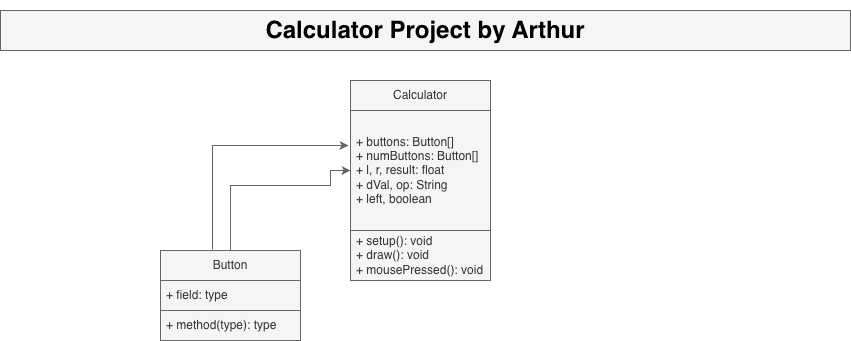 Calculator Project by Arthur
Calculator
+ buttons: Button[]
+ numButtons: Button[]
+ l, r, result: float
+ dVal, op: String
+ left, boolean
+ setup(): void
+ draw(): void
+ mousePressed(): void
Button
+ field: type
+ method(type): type